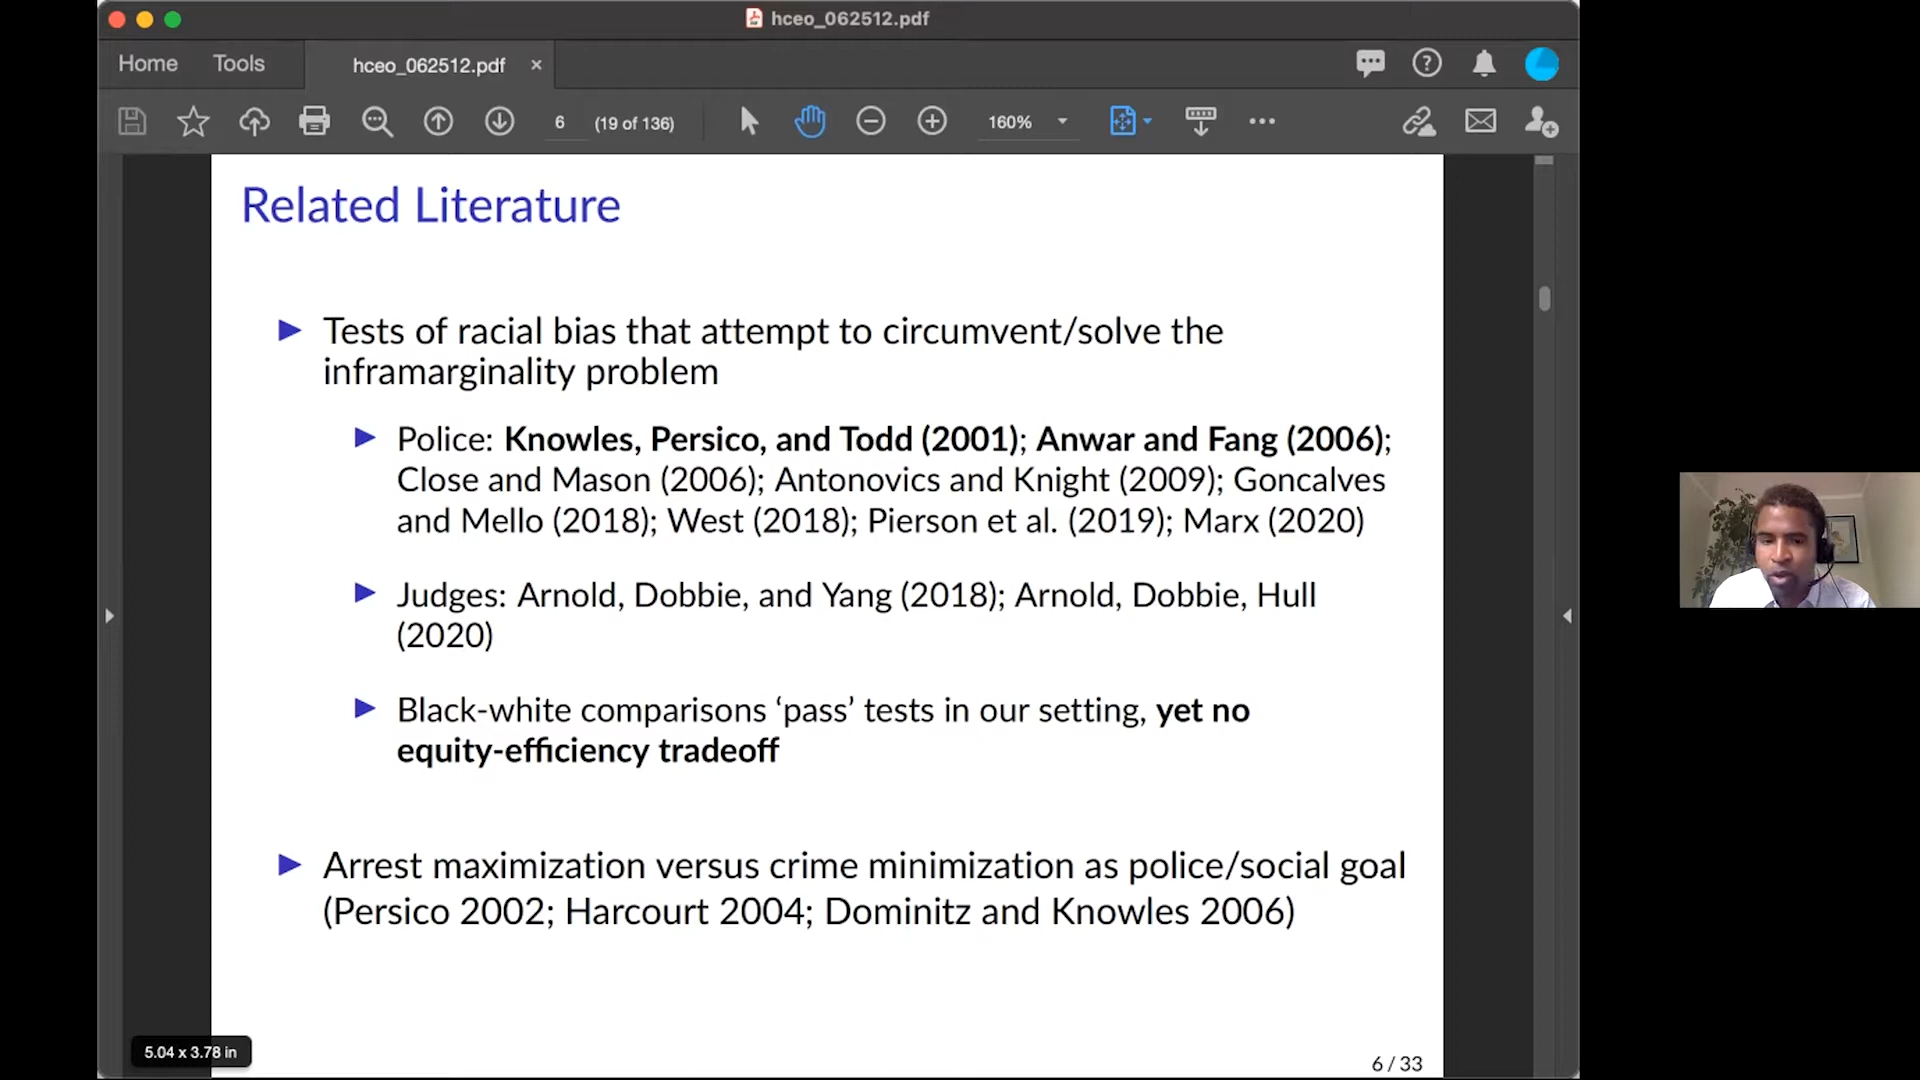 hceo_062512.pdf
Home Tools hceo_062512.pdf ×
6 (19 of 136) 160%
Related Literature
Tests of racial bias that attempt to circumvent/solve the
inframarginality problem
Police: Knowles, Persico, and Todd (2001); Anwar and Fang (2006);
Close and Mason (2006); Antonovics and Knight (2009); Goncalves
and Mello (2018); West (2018); Pierson et al. (2019); Marx (2020)
Judges: Arnold, Dobbie, and Yang (2018); Arnold, Dobbie, Hull
(2020)
Black-white comparisons ‘pass’ tests in our setting, yet no
equity-efficiency tradeoff
Arrest maximization versus crime minimization as police/social goal
(Persico 2002; Harcourt 2004; Dominitz and Knowles 2006)
5.04 x 3.78 in
6 / 33